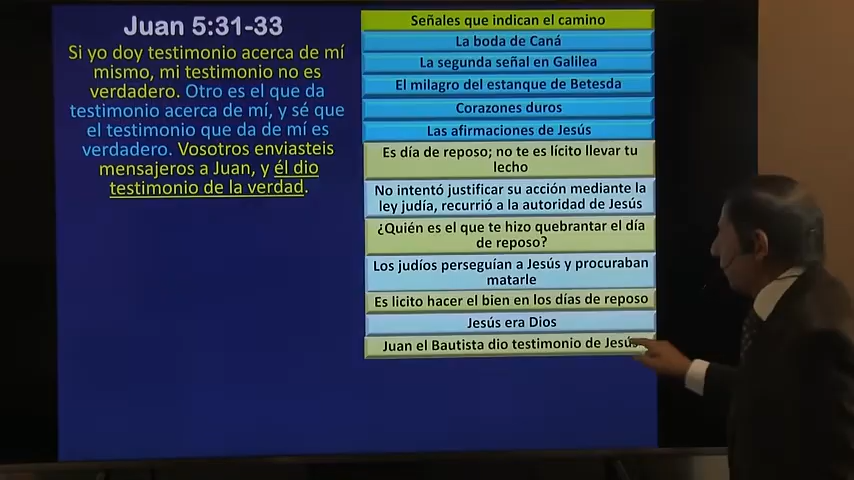 Juan 5:31-33
Si yo doy testimonio acerca de mí
mismo, mi testimonio no es
verdadero. Otro es el que da
testimonio acerca de mí, y sé que
el testimonio que da de mí es
verdadero. Vosotros enviasteis
mensajeros a Juan, y él dio
testimonio de la verdad.
Señales que indican el camino
La boda de Caná
La segunda señal en Galilea
El milagro del estanque de Betesda
Corazones duros
Las afirmaciones de Jesús
Es día de reposo; no te es lícito llevar tu
lecho
No intentó justificar su acción mediante la
ley judía, recurrió a la autoridad de Jesús
¿Quién es el que te hizo quebrantar el día
de reposo?
Los judíos perseguían a Jesús y procuraban
matarle
Es licito hacer el bien en los días de reposo
Jesús era Dios
Juan el Bautista dio testimonio de Jesús